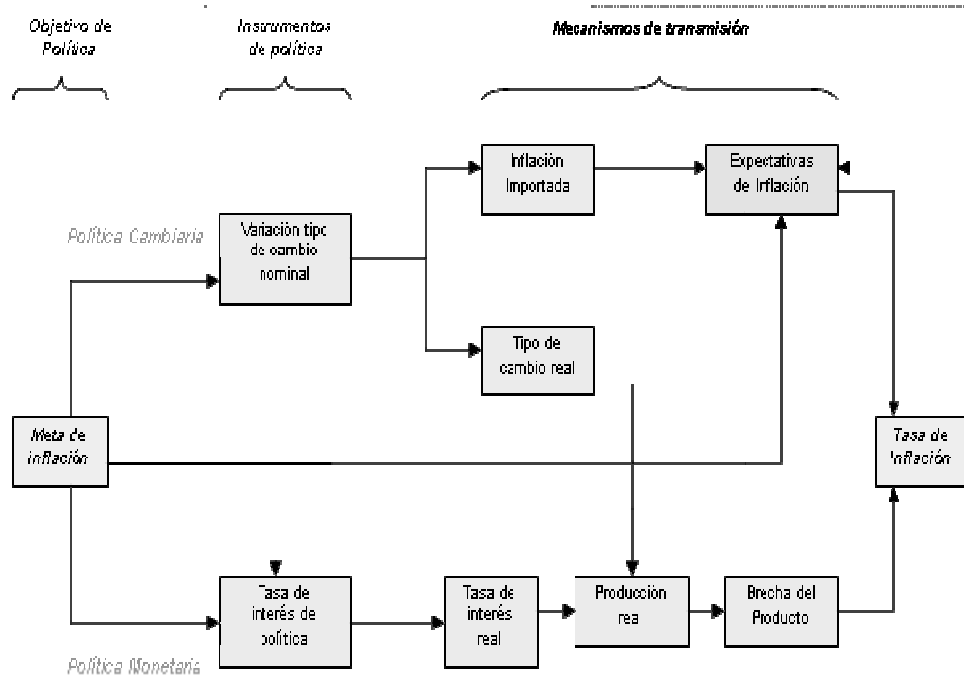 Objetivo de
Política
Instrumentos
de política
Mecanismos de transmisión
Inflación
Importada
Expectativas
de Inflación
Política Cambiaria
Variación tipo
de cambio
nominal
Tipo de
cambio real
Meta de
inflación
Tasa de
Inflación
Tasa de
interés de
política
Tasa de
interés
real
Producción
rea
Brecha del
Producto
Política Monetaria